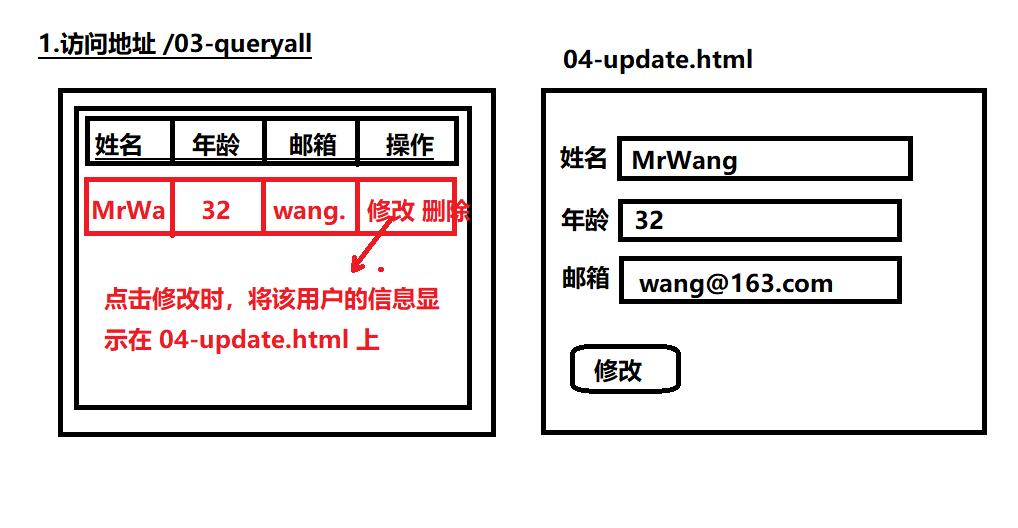 1.访问地址 /03-queryall
姓名 年龄 邮箱 操作
MrWa 32 wang. 修改 删除
点击修改时，将该用户的信息显
示在 04-update.html 上
04-update.html
姓名 MrWang
年龄 32
邮箱 wang@163.com
修改